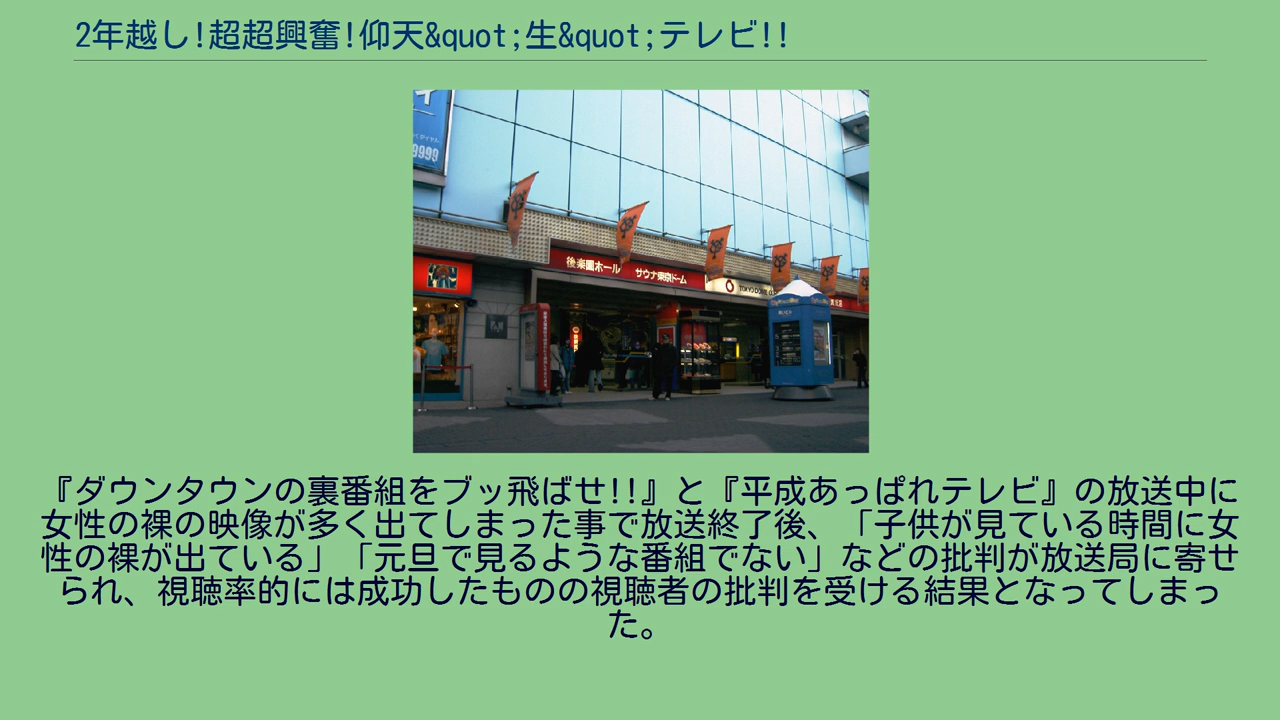 2年越し!超超興奮!仰天&quot;生&quot;テレビ!!
9999
後楽園ホール サウナ東京ドーム
TOKYO DOME
『ダウンタウンの裏番組をブッ飛ばせ!!』と『平成あっぱれテレビ』の放送中に
女性の裸の映像が多く出てしまった事で放送終了後、「子供が見ている時間に女
性の裸が出ている」「元旦で見るような番組でない」などの批判が放送局に寄せ
られ、視聴率的には成功したものの視聴者の批判を受ける結果となってしまっ
た。